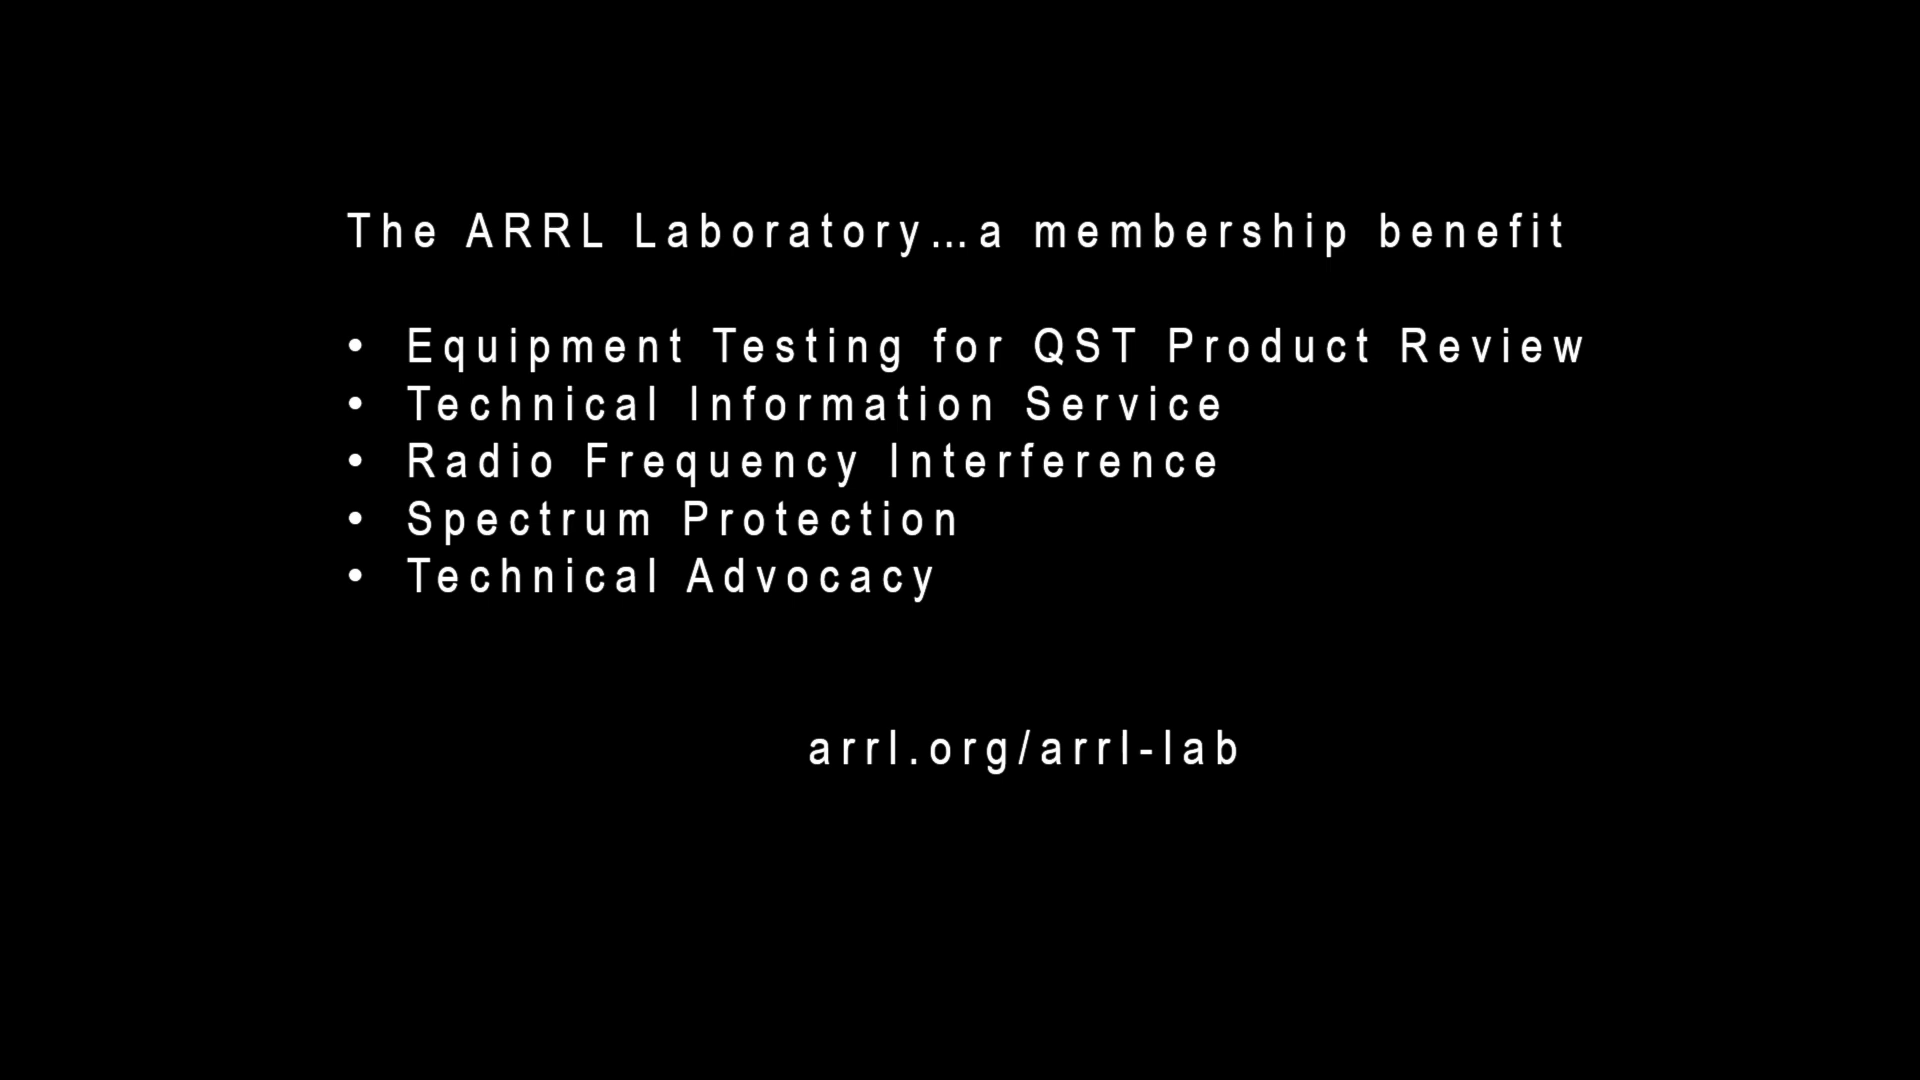 The ARRL Laboratory…a membership benefit
• Equipment Testing for QST Product Review
• Technical Information Service
• Radio Frequency Interference
• Spectrum Protection
• Technical Advocacy
arrl.org/arrl-lab